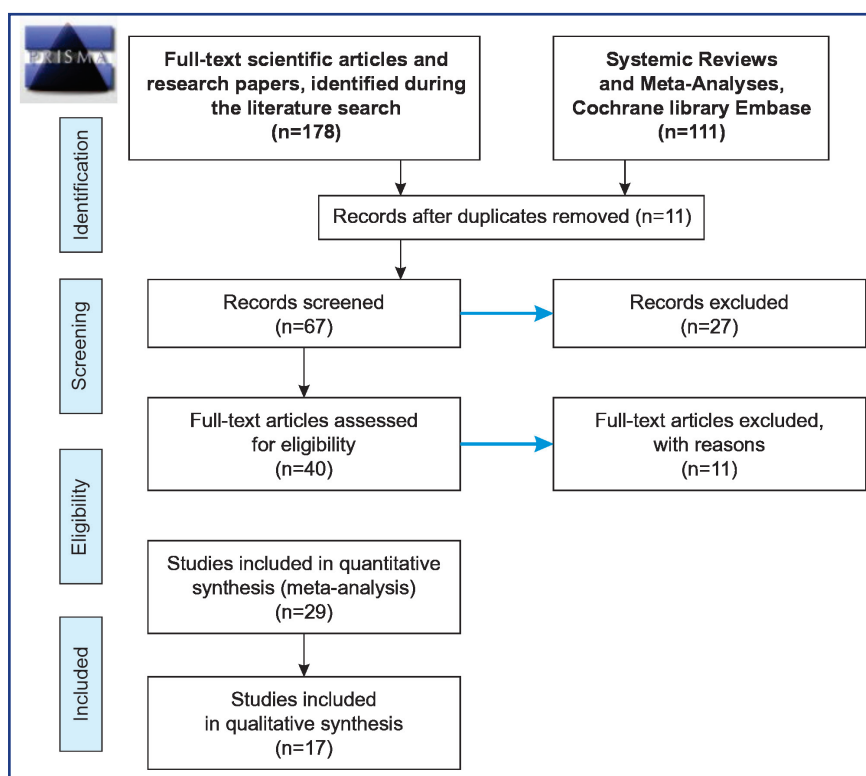 PRISMA
Full-text scientific articles and
research papers, identified during
the literature search
(n=178)
Systemic Reviews
and Meta-Analyses,
Cochrane library Embase
(n=111)
Identification
Records after duplicates removed (n=11)
Screening
Records screened
(n=67)
Records excluded
(n=27)
Full-text articles assessed
for eligibility
(n=40)
Full-text articles excluded,
with reasons
(n=11)
Eligibility
Studies included in quantitative
synthesis (meta-analysis)
(n=29)
Included
Studies included
in qualitative synthesis
(n=17)